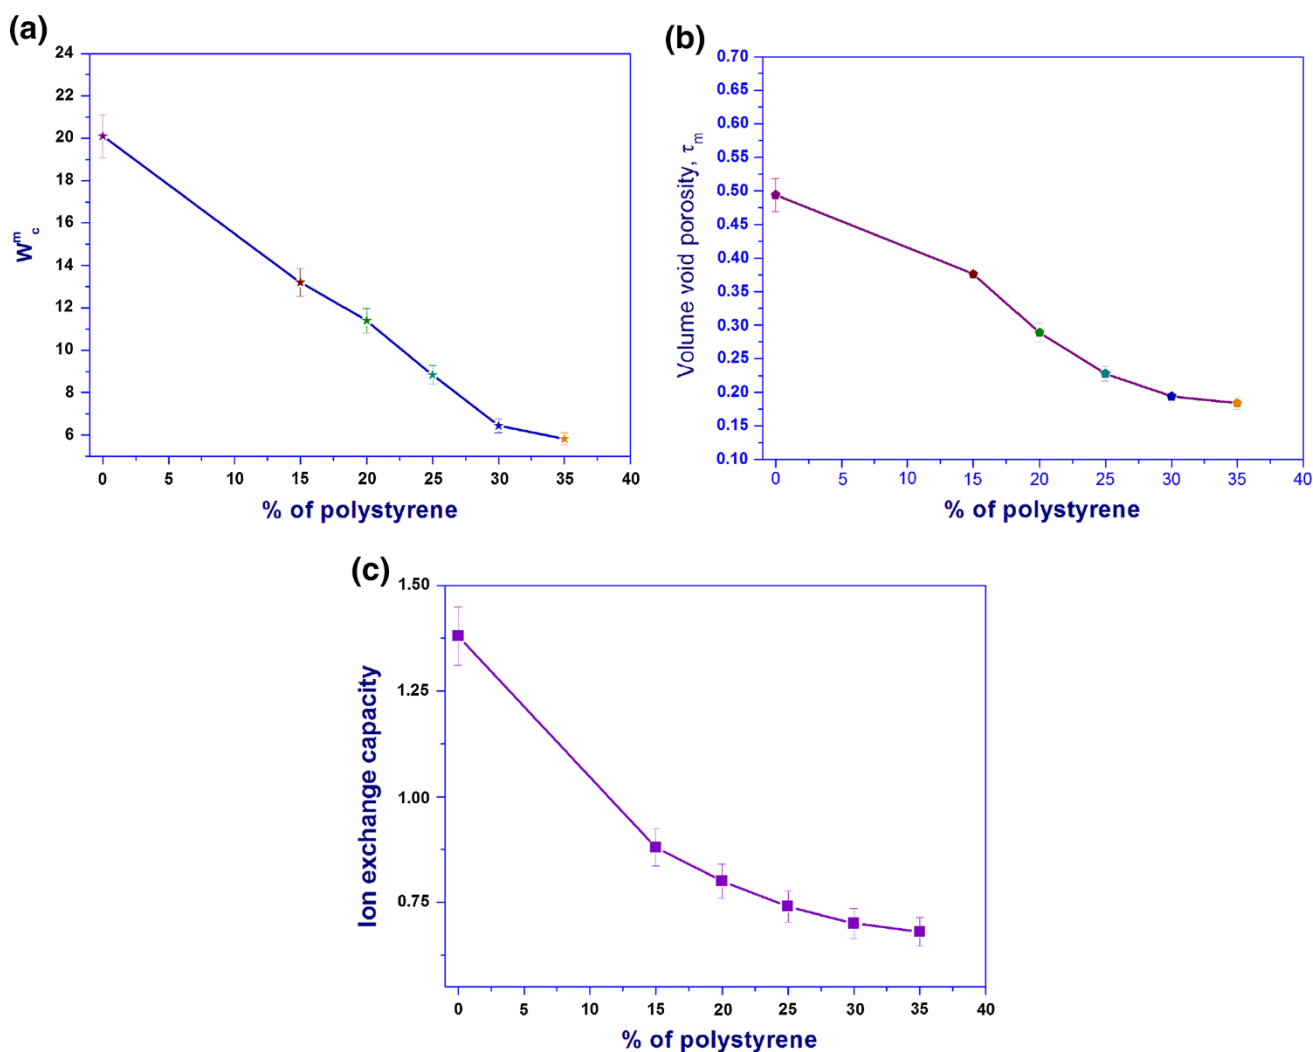 (a)
24
22
20
18
16
14
12
10
8
6
W^m_c
0 5 10 15 20 25 30 35 40
% of polystyrene
(b)
0.70
0.65
0.60
0.55
0.50
0.45
0.40
0.35
0.30
0.25
0.20
0.15
0.10
Volume void porosity, τ_m
0 5 10 15 20 25 30 35 40
% of polystyrene
(c)
1.50
1.25
1.00
0.75
Ion exchange capacity
0 5 10 15 20 25 30 35 40
% of polystyrene